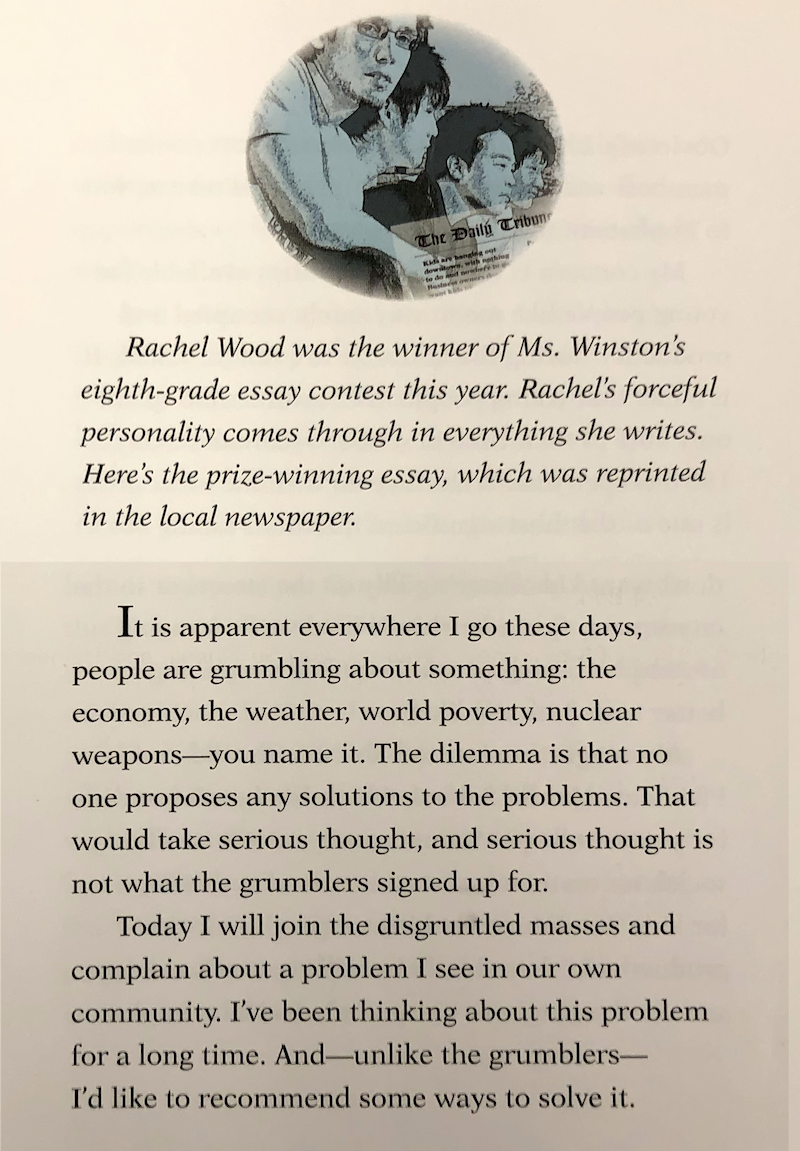 The Daily Tribune
Kids are hanging out
downtown, with nothing
to do and nowhere to go
Business owners
want kids
Rachel Wood was the winner of Ms. Winston's
eighth-grade essay contest this year. Rachel's forceful
personality comes through in everything she writes.
Here's the prize-winning essay, which was reprinted
in the local newspaper.
It is apparent everywhere I go these days,
people are grumbling about something: the
economy, the weather, world poverty, nuclear
weapons—you name it. The dilemma is that no
one proposes any solutions to the problems. That
would take serious thought, and serious thought is
not what the grumblers signed up for.
Today I will join the disgruntled masses and
complain about a problem I see in our own
community. I've been thinking about this problem
for a long time. And—unlike the grumblers—
I'd like to recommend some ways to solve it.